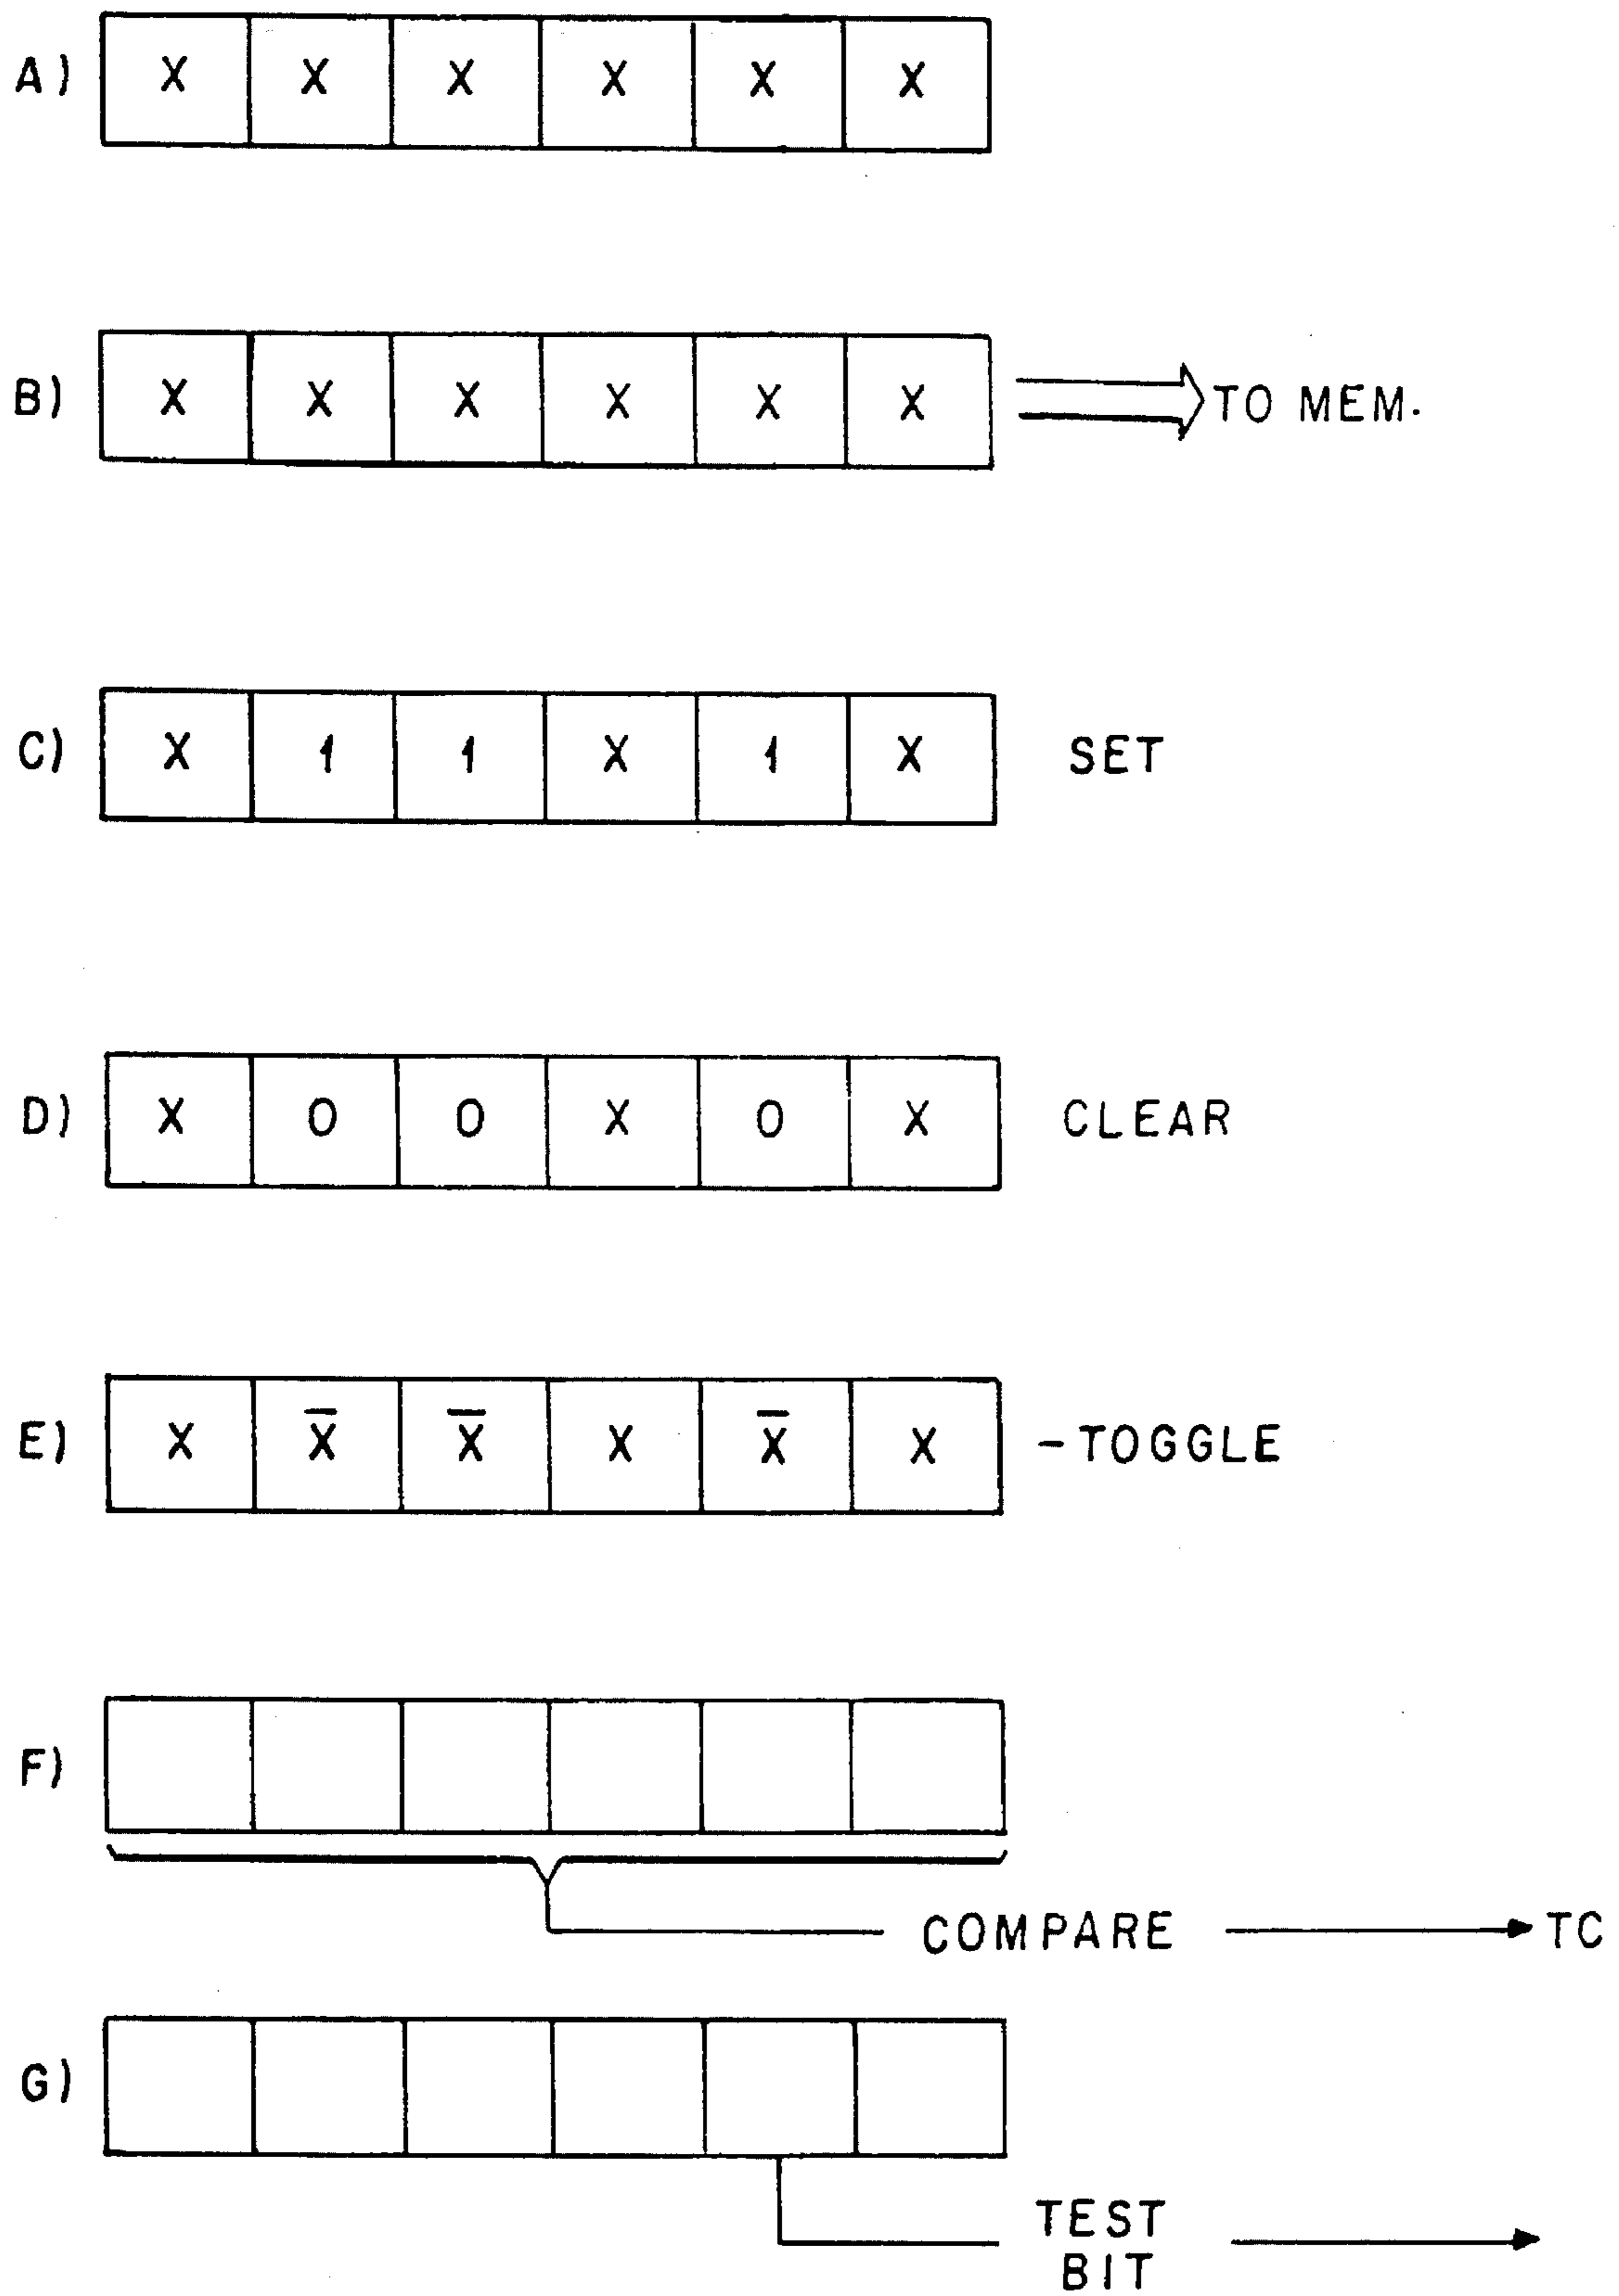 A) X X X X X X
B) X X X X X X TO MEM.
C) X 1 1 X 1 X SET
D) X 0 0 X 0 X CLEAR
E) X X̅ X̅ X X̅ X -TOGGLE
F)
COMPARE TC
G)
TEST
BIT